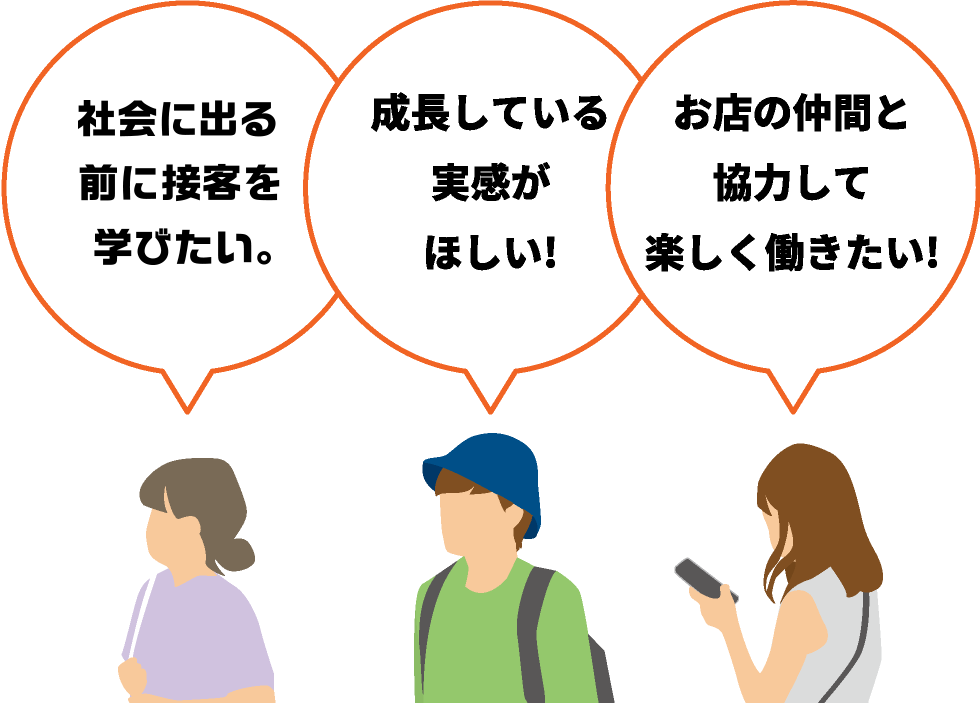 社会に出る
前に接客を
学びたい。
成長している
実感が
ほしい!
お店の仲間と
協力して
楽しく働きたい!